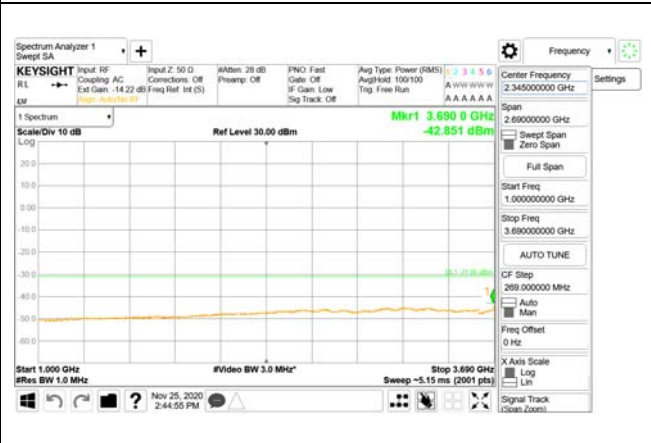 Spectrum Analyzer 1
Swept SA
+
Frequency
KEYSIGHT
RL
Input: RF
Coupling: AC
Ext Gain: -14.22 dB
Align: Auto/No RF
Input Z: 50 Ω
Corrections: Off
Freq Ref: Int (S)
#Atten: 28 dB
Preamp: Off
PNO: Fast
Gate: Off
IF Gain: Low
Sig Track: Off
Avg Type: Power (RMS)
Avg|Hold: 100/100
Trig: Free Run
1 2 3 4 5 6
A W W W W W
A A A A A A
Center Frequency
2.345000000 GHz
Settings
Span
2.69000000 GHz
Swept Span
Zero Span
Full Span
Start Freq
1.000000000 GHz
Stop Freq
3.690000000 GHz
AUTO TUNE
CF Step
269.000000 MHz
Auto
Man
Freq Offset
0 Hz
X Axis Scale
Log
Lin
Signal Track
(Span Zoom)
1 Spectrum
Scale/Div 10 dB
Ref Level 30.00 dBm
Mkr1 3.690 0 GHz
-42.851 dBm
Log
20.0
10.0
0.00
-10.0
-20.0
-30.0
-40.0
-50.0
-60.0
1
Start 1.000 GHz
#Video BW 3.0 MHz*
Stop 3.690 GHz
#Res BW 1.0 MHz
Sweep ~5.15 ms (2001 pts)
?
Nov 25, 2020
2:44:55 PM